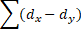 ∑(dₓ − dᵧ)